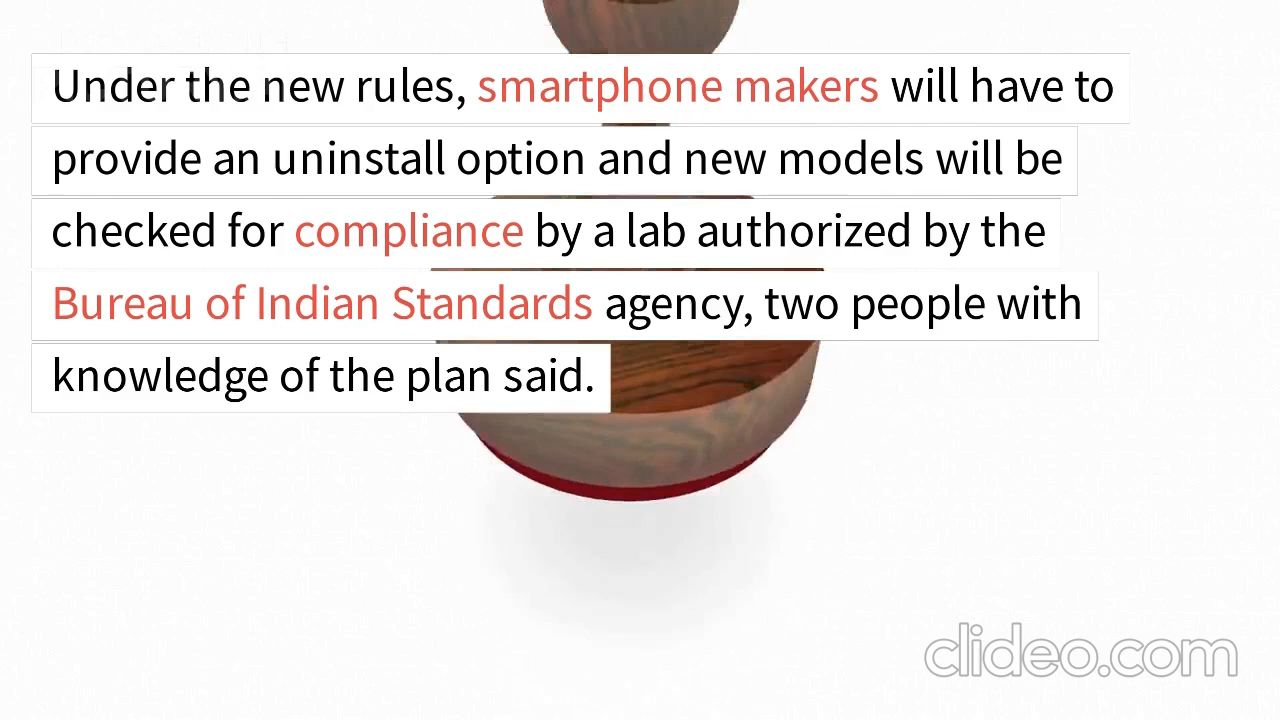 Under the new rules, smartphone makers will have to
provide an uninstall option and new models will be
checked for compliance by a lab authorized by the
Bureau of Indian Standards agency, two people with
knowledge of the plan said.
clideo.com